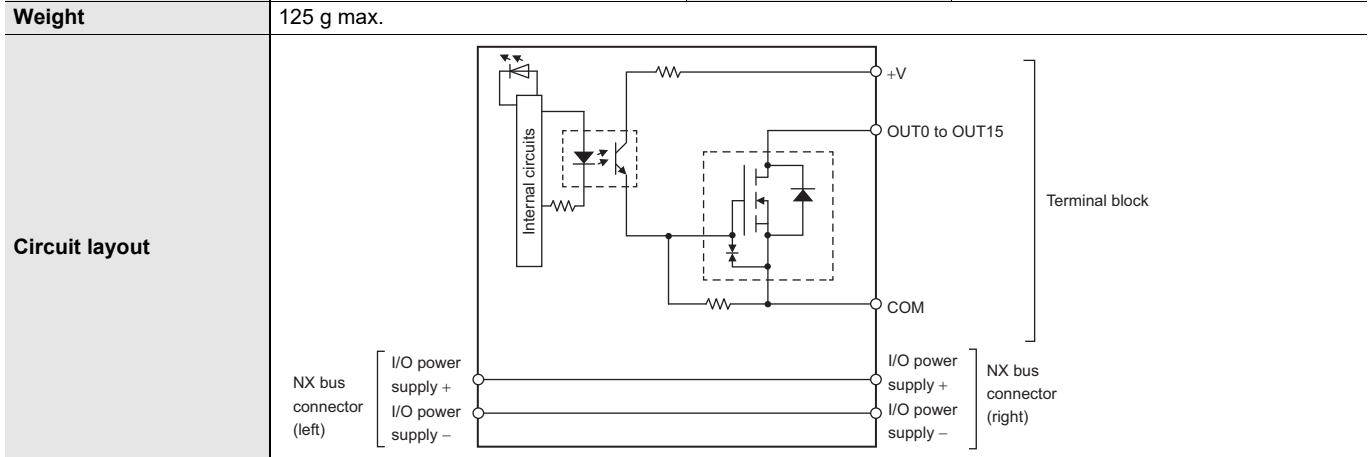 Weight
125 g max.
Circuit layout
Internal circuits
+V
OUT0 to OUT15
COM
Terminal block
NX bus
connector
(left)
I/O power
supply +
I/O power
supply −
I/O power
supply +
I/O power
supply −
NX bus
connector
(right)